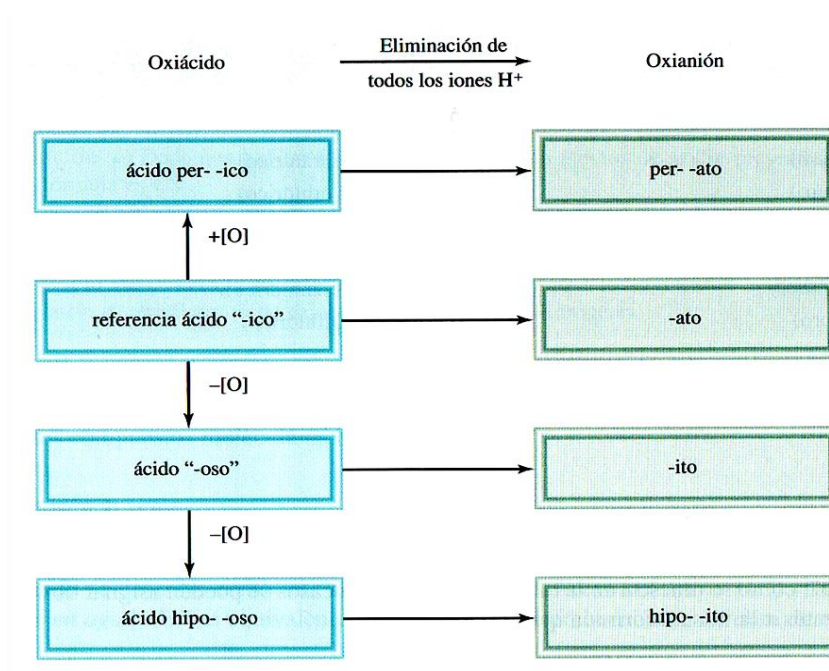 Oxiácido
Eliminación de
todos los iones H⁺
Oxianión
ácido per- -ico
per- -ato
+[O]
referencia ácido “-ico”
-ato
–[O]
ácido “-oso”
-ito
–[O]
ácido hipo- -oso
hipo- -ito